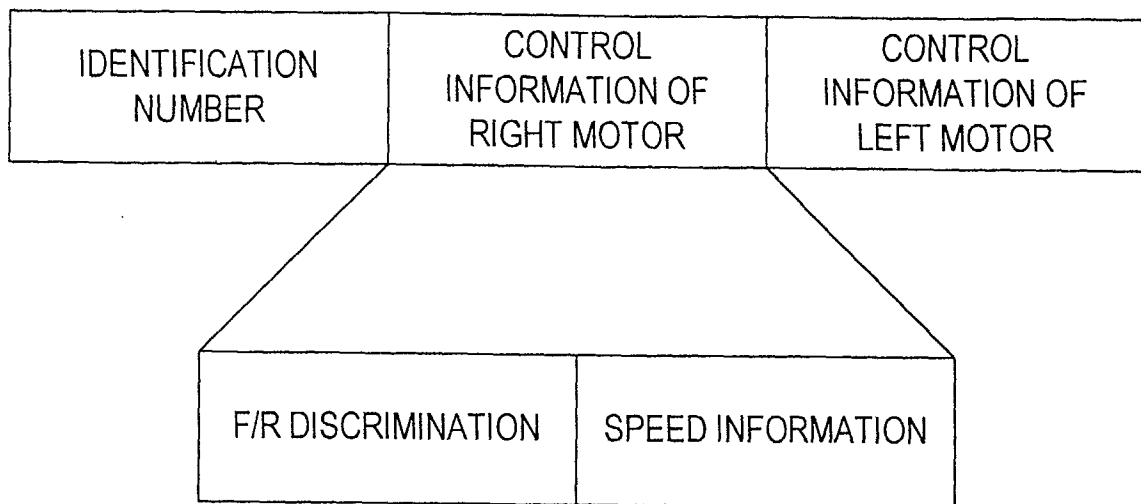 IDENTIFICATION
NUMBER
CONTROL
INFORMATION OF
RIGHT MOTOR
CONTROL
INFORMATION OF
LEFT MOTOR
F/R DISCRIMINATION
SPEED INFORMATION